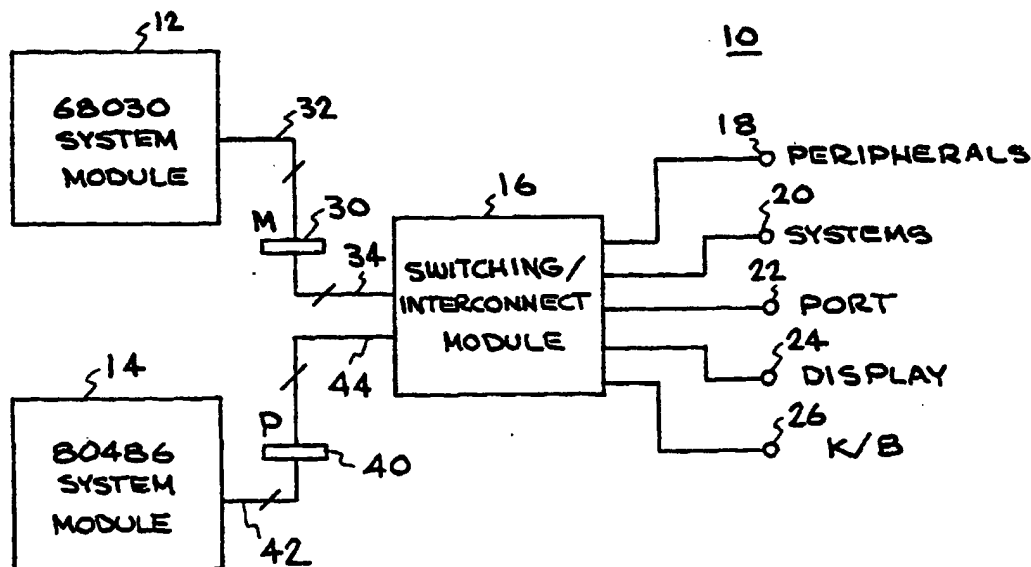 12
68030
SYSTEM
MODULE
32
M
30
34
10
16
SWITCHING/
INTERCONNECT
MODULE
18
PERIPHERALS
20
SYSTEMS
22
PORT
24
DISPLAY
26
K/B
14
80486
SYSTEM
MODULE
44
P
40
42